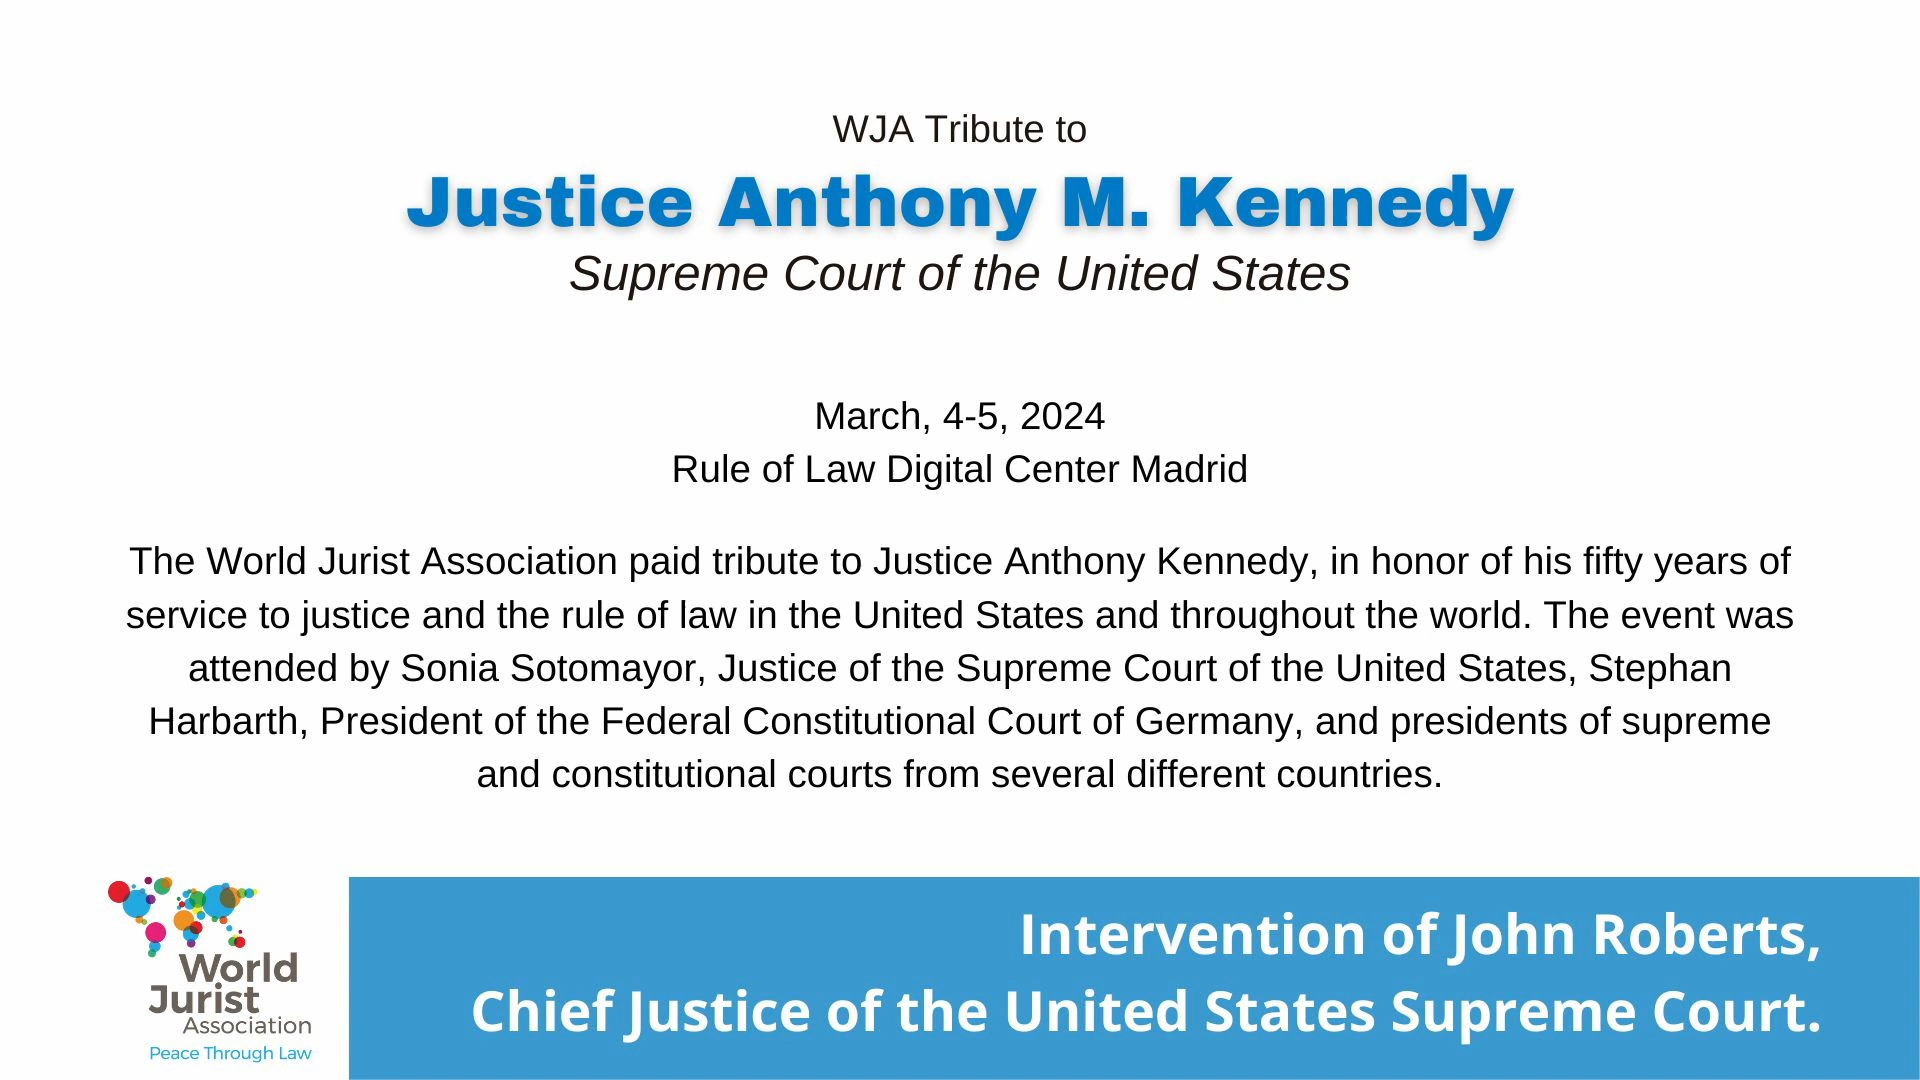 WJA Tribute to
Justice Anthony M. Kennedy
Supreme Court of the United States
March, 4-5, 2024
Rule of Law Digital Center Madrid
The World Jurist Association paid tribute to Justice Anthony Kennedy, in honor of his fifty years of
service to justice and the rule of law in the United States and throughout the world. The event was
attended by Sonia Sotomayor, Justice of the Supreme Court of the United States, Stephan
Harbarth, President of the Federal Constitutional Court of Germany, and presidents of supreme
and constitutional courts from several different countries.
World
Jurist
Association
Peace Through Law
Intervention of John Roberts,
Chief Justice of the United States Supreme Court.